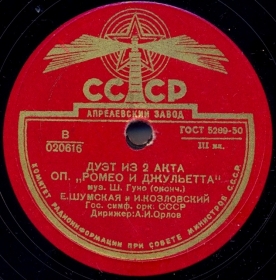 СССР
АПРЕЛЕВСКИЙ ЗАВОД
В
020616
ГОСТ 5289-50
III кл.
ДУЭТ ИЗ 2 АКТА
ОП. „РОМЕО И ДЖУЛЬЕТТА"
муз. Ш. Гуно (оконч.)
Е.ШУМСКАЯ и И.КОЗЛОВСКИЙ
Гос. симф. орк. СССР
Дирижер: А.И.Орлов
КОМИТЕТ РАДИОИНФОРМАЦИИ ПРИ СОВЕТЕ МИНИСТРОВ СССР